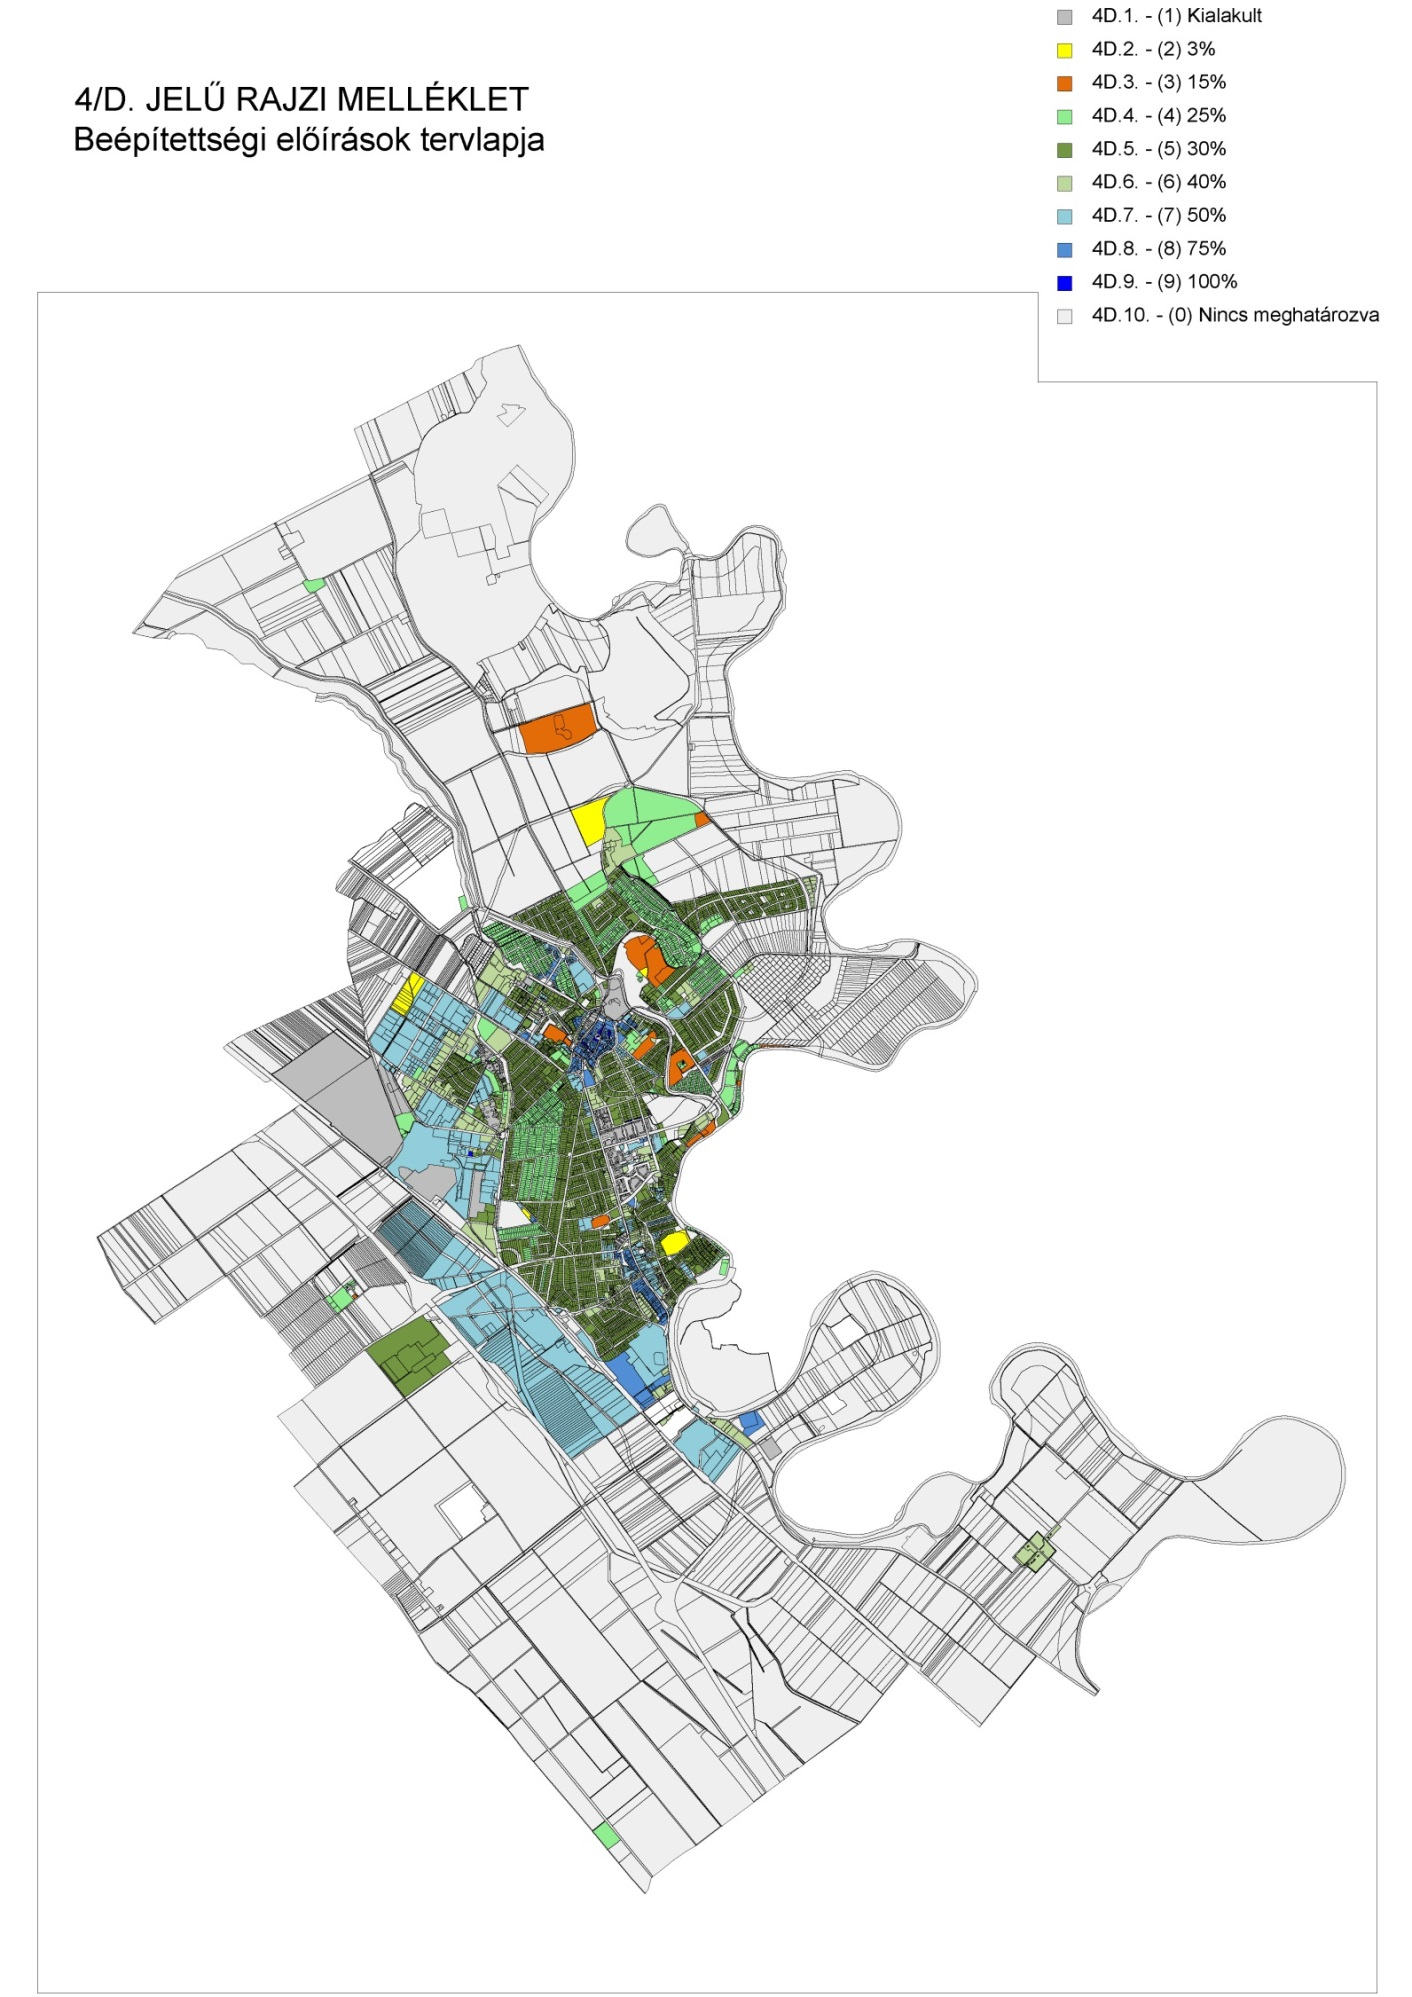 4D.1. - (1) Kialakult
4D.2. - (2) 3%
4D.3. - (3) 15%
4D.4. - (4) 25%
4D.5. - (5) 30%
4D.6. - (6) 40%
4D.7. - (7) 50%
4D.8. - (8) 75%
4D.9. - (9) 100%
4D.10. - (0) Nincs meghatározva
4/D. JELŰ RAJZI MELLÉKLET
Beépítettségi előírások tervlapja